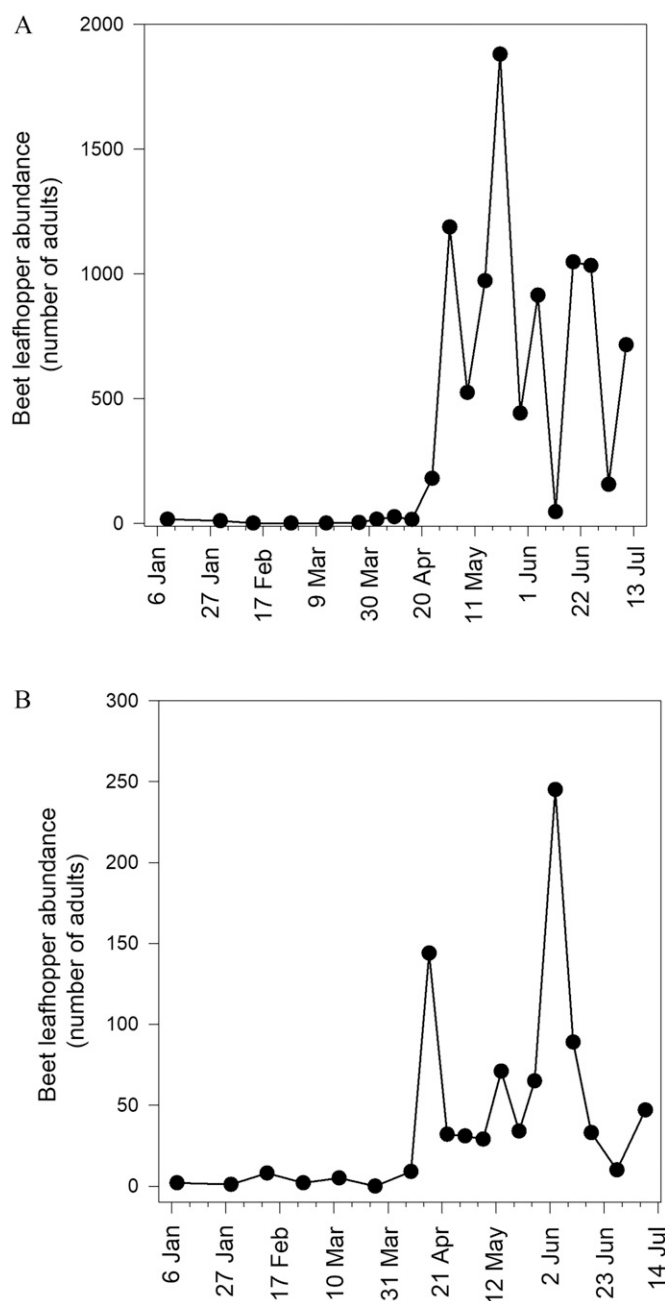 A
Beet leafhopper abundance
(number of adults)
2000
1500
1000
500
0
6 Jan
27 Jan
17 Feb
9 Mar
30 Mar
20 Apr
11 May
1 Jun
22 Jun
13 Jul
B
Beet leafhopper abundance
(number of adults)
300
250
200
150
100
50
0
6 Jan
27 Jan
17 Feb
10 Mar
31 Mar
21 Apr
12 May
2 Jun
23 Jun
14 Jul